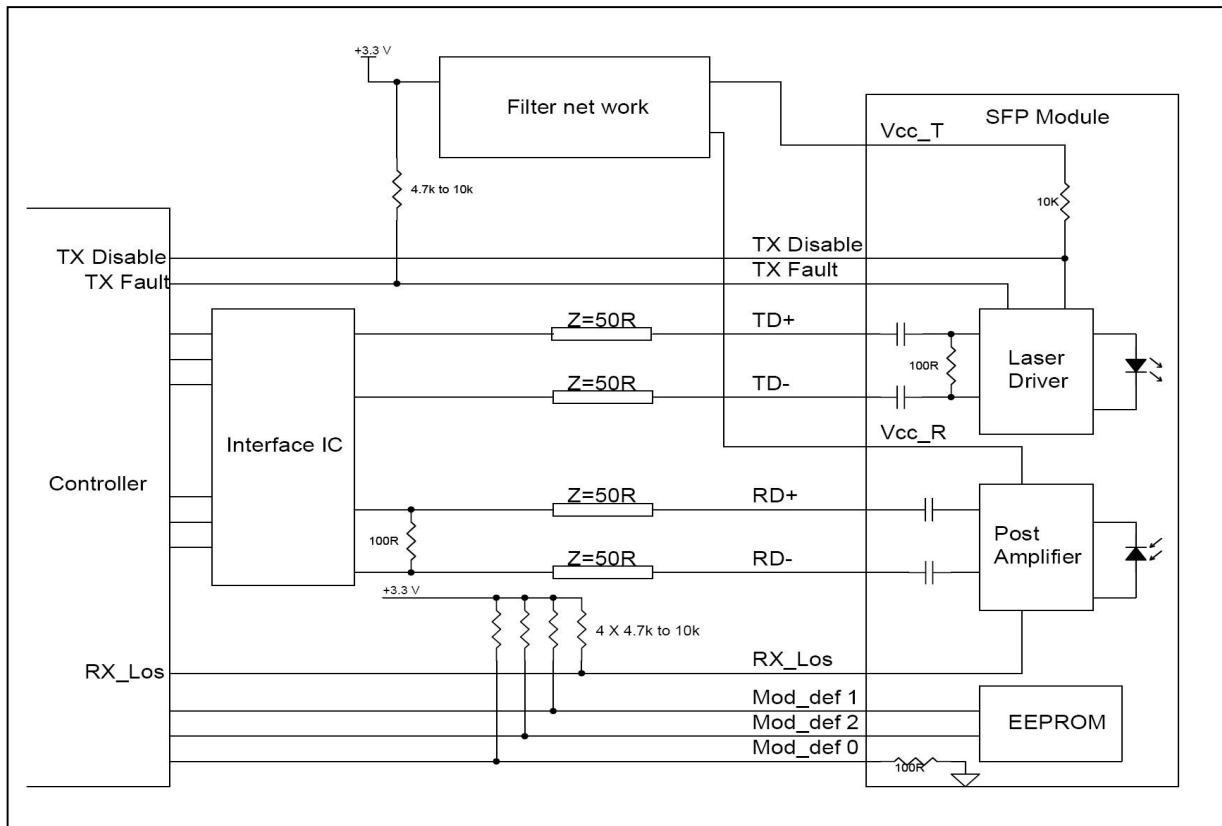 +3.3 V
Filter net work
SFP Module
Vcc_T
4.7k to 10k
10K
TX Disable
TX Disable
TX Fault
TX Fault
Z=50R
TD+
Laser
Driver
100R
Z=50R
TD-
Vcc_R
Interface IC
Controller
Z=50R
RD+
Post
Amplifier
100R
Z=50R
RD-
+3.3 V
4 X 4.7k to 10k
RX_Los
RX_Los
Mod_def 1
EEPROM
Mod_def 2
Mod_def 0
100R